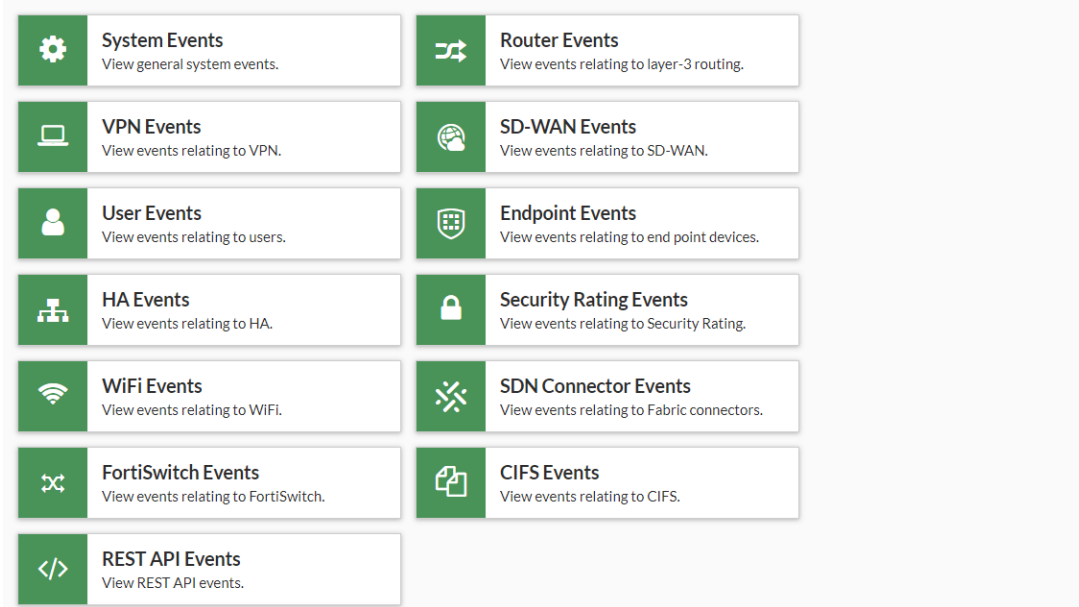 System Events
View general system events.
Router Events
View events relating to layer-3 routing.
VPN Events
View events relating to VPN.
SD-WAN Events
View events relating to SD-WAN.
User Events
View events relating to users.
Endpoint Events
View events relating to end point devices.
HA Events
View events relating to HA.
Security Rating Events
View events relating to Security Rating.
WiFi Events
View events relating to WiFi.
SDN Connector Events
View events relating to Fabric connectors.
FortiSwitch Events
View events relating to FortiSwitch.
CIFS Events
View events relating to CIFS.
REST API Events
View REST API events.